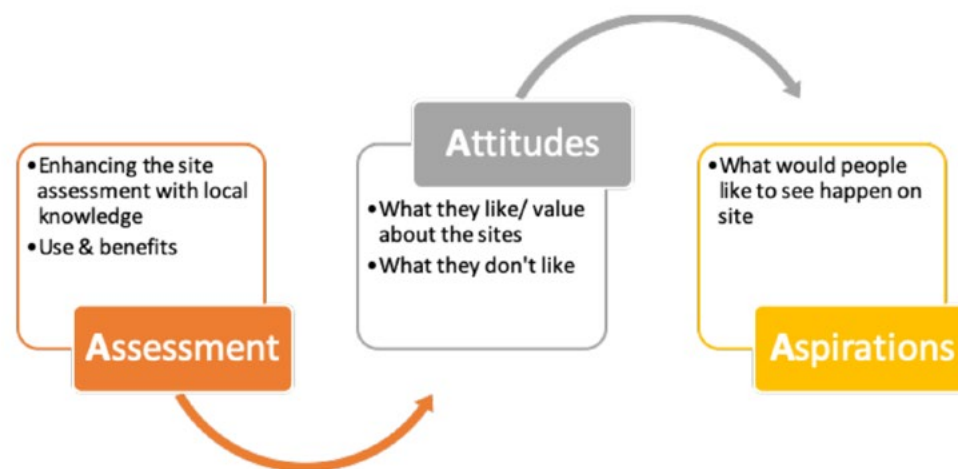 •Enhancing the site
assessment with local
knowledge
•Use & benefits
Assessment
Attitudes
•What they like/ value
about the sites
•What they don't like
•What would people
like to see happen on
site
Aspirations